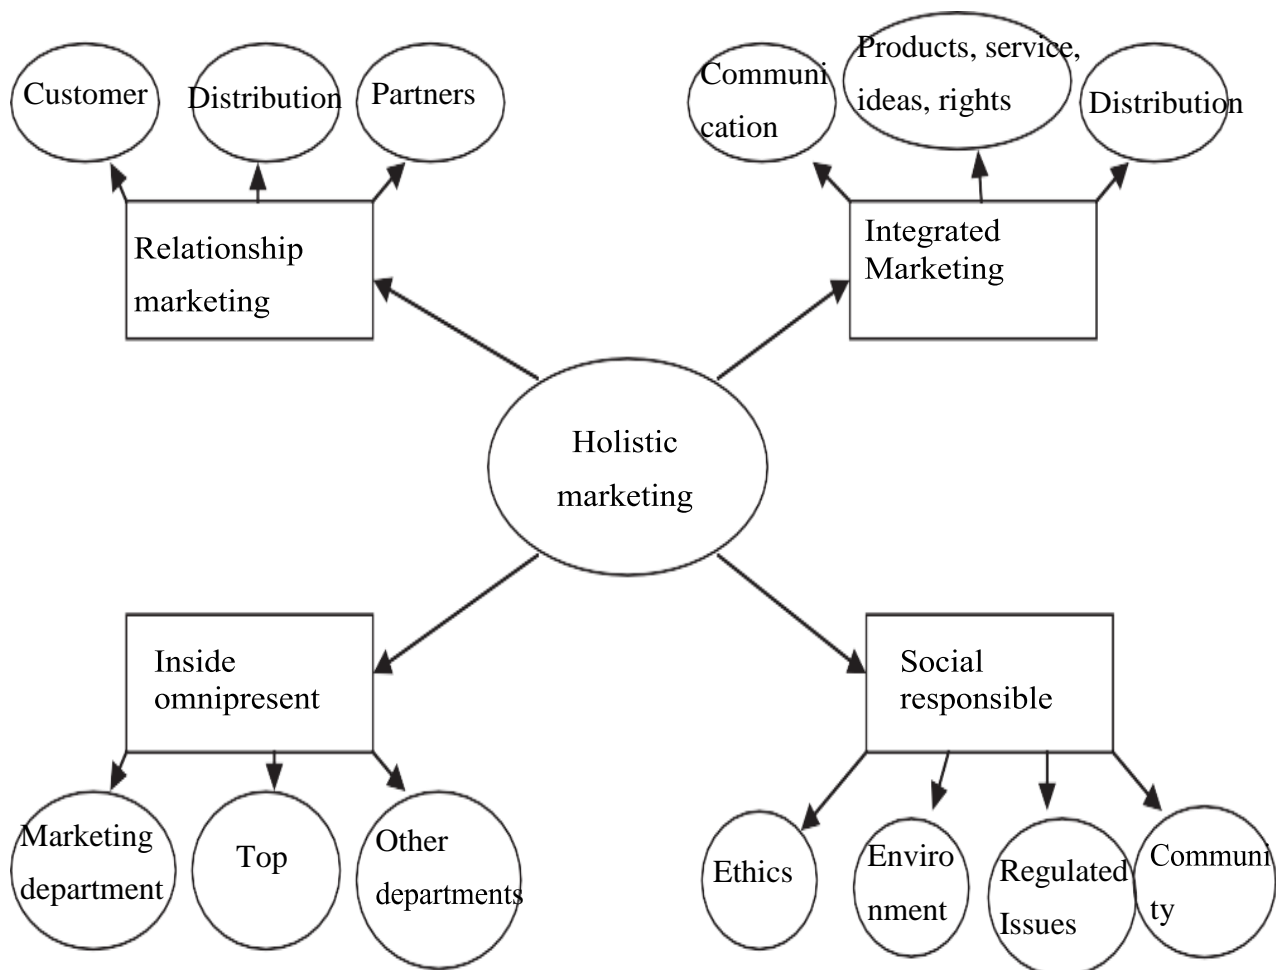 Customer
Distribution
Partners
Communi
cation
Products, service,
ideas, rights
Distribution
Relationship
marketing
Integrated
Marketing
Holistic
marketing
Inside
omnipresent
Social
responsible
Marketing
department
Top
Other
departments
Ethics
Enviro
nment
Regulated
Issues
Communi
ty